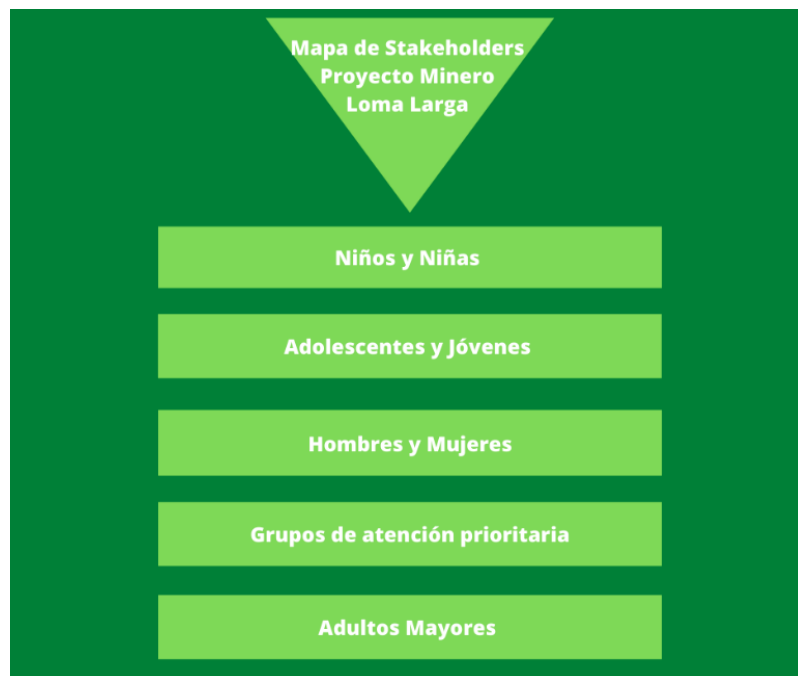 Mapa de Stakeholders
Proyecto Minero
Loma Larga
Niños y Niñas
Adolescentes y Jóvenes
Hombres y Mujeres
Grupos de atención prioritaria
Adultos Mayores